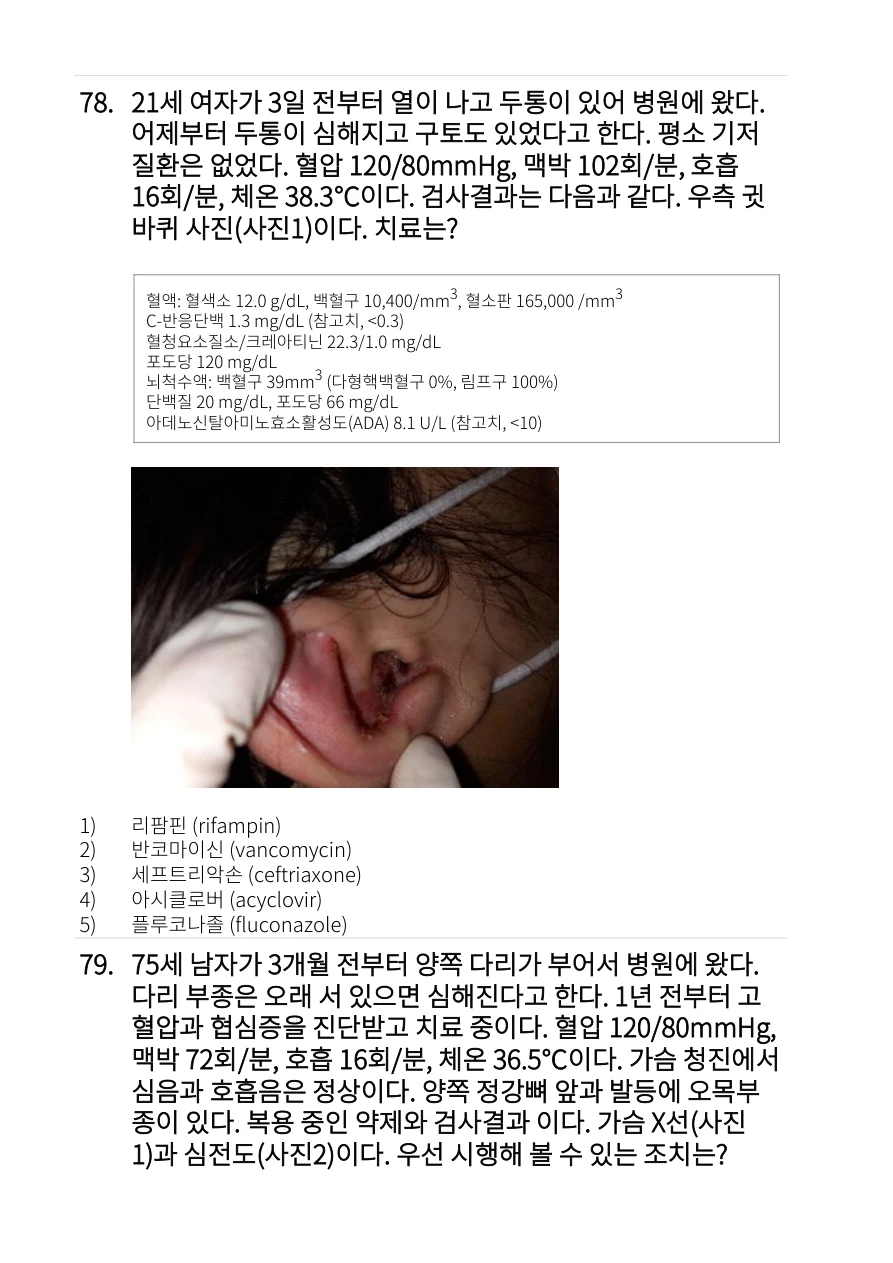 78. 21세 여자가 3일 전부터 열이 나고 두통이 있어 병원에 왔다.
어제부터 두통이 심해지고 구토도 있었다고 한다. 평소 기저
질환은 없었다. 혈압 120/80mmHg, 맥박 102회/분, 호흡
16회/분, 체온 38.3°C이다. 검사결과는 다음과 같다. 우측 귓
바퀴 사진(사진1)이다. 치료는?
혈액: 혈색소 12.0 g/dL, 백혈구 10,400/mm³, 혈소판 165,000 /mm³
C-반응단백 1.3 mg/dL (참고치, <0.3)
혈청요소질소/크레아티닌 22.3/1.0 mg/dL
포도당 120 mg/dL
뇌척수액: 백혈구 39mm³ (다형핵백혈구 0%, 림프구 100%)
단백질 20 mg/dL, 포도당 66 mg/dL
아데노신탈아미노효소활성도(ADA) 8.1 U/L (참고치, <10)
1) 리팜핀 (rifampin)
2) 반코마이신 (vancomycin)
3) 세프트리악손 (ceftriaxone)
4) 아시클로버 (acyclovir)
5) 플루코나졸 (fluconazole)
79. 75세 남자가 3개월 전부터 양쪽 다리가 부어서 병원에 왔다.
다리 부종은 오래 서 있으면 심해진다고 한다. 1년 전부터 고
혈압과 협심증을 진단받고 치료 중이다. 혈압 120/80mmHg,
맥박 72회/분, 호흡 16회/분, 체온 36.5°C이다. 가슴 청진에서
심음과 호흡음은 정상이다. 양쪽 정강뼈 앞과 발등에 오목부
종이 있다. 복용 중인 약제와 검사결과 이다. 가슴 X선(사진
1)과 심전도(사진2)이다. 우선 시행해 볼 수 있는 조치는?